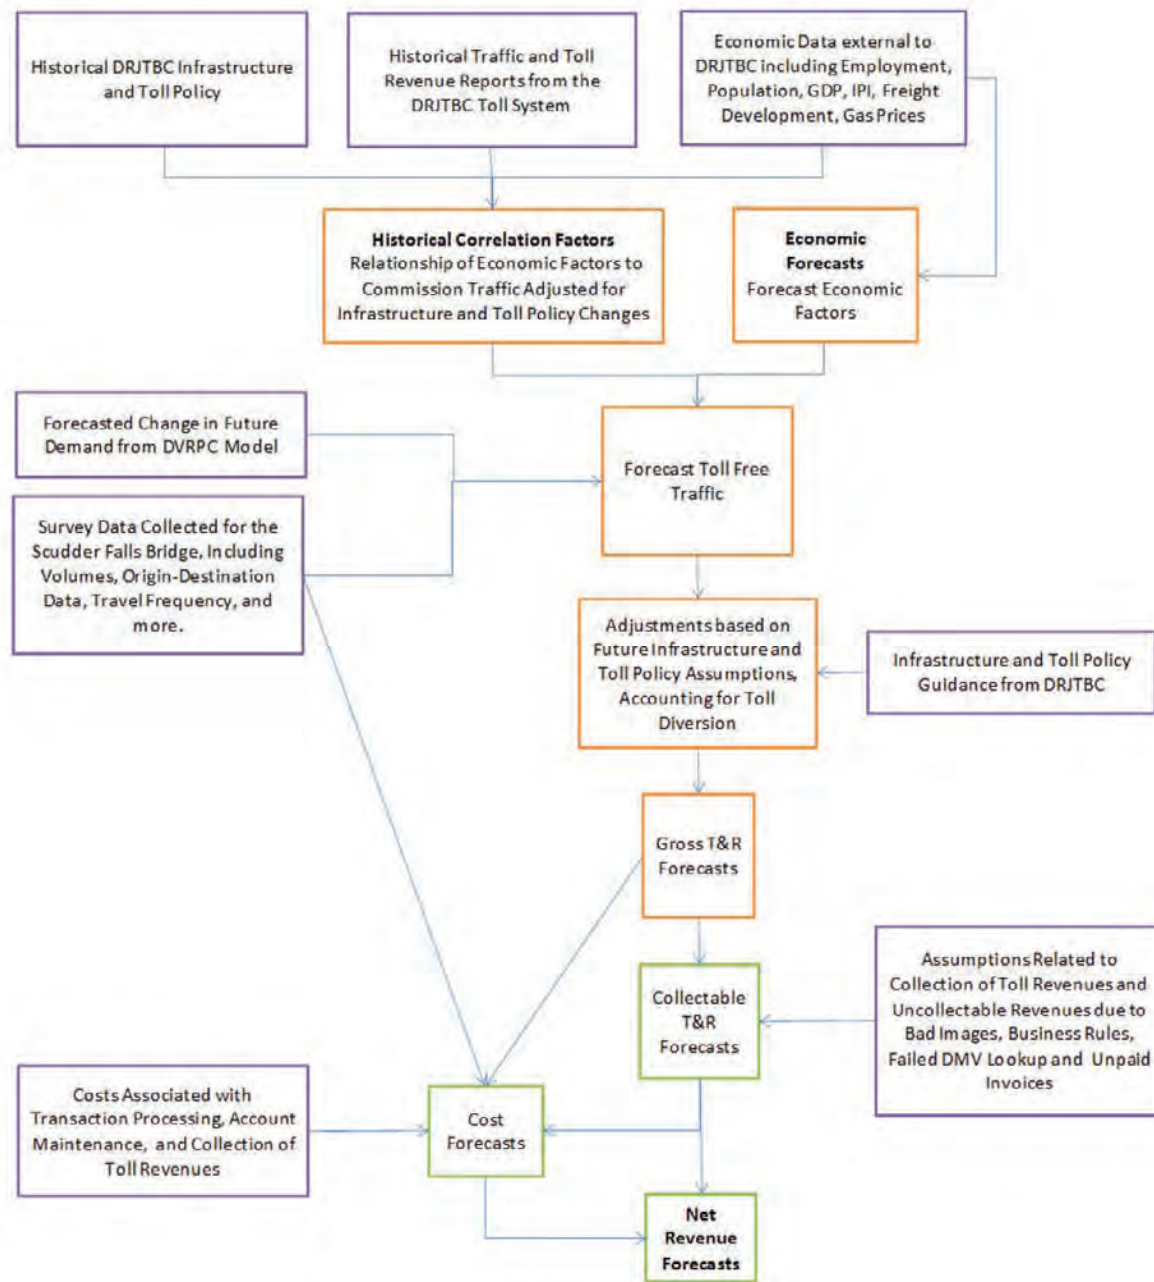 Historical DRJTBC Infrastructure
and Toll Policy
Historical Traffic and Toll
Revenue Reports from the
DRJTBC Toll System
Economic Data external to
DRJTBC including Employment,
Population, GDP, IPI, Freight
Development, Gas Prices
Historical Correlation Factors
Relationship of Economic Factors to
Commission Traffic Adjusted for
Infrastructure and Toll Policy Changes
Economic
Forecasts
Forecast Economic
Factors
Forecasted Change in Future
Demand from DVRPC Model
Forecast Toll Free
Traffic
Survey Data Collected for the
Scudder Falls Bridge, Including
Volumes, Origin-Destination
Data, Travel Frequency, and
more.
Adjustments based on
Future Infrastructure and
Toll Policy Assumptions,
Accounting for Toll
Diversion
Infrastructure and Toll Policy
Guidance from DRJTBC
Gross T&R
Forecasts
Collectable
T&R
Forecasts
Assumptions Related to
Collection of Toll Revenues and
Uncollectable Revenues due to
Bad Images, Business Rules,
Failed DMV Lookup and Unpaid
Invoices
Costs Associated with
Transaction Processing, Account
Maintenance, and Collection of
Toll Revenues
Cost
Forecasts
Net
Revenue
Forecasts